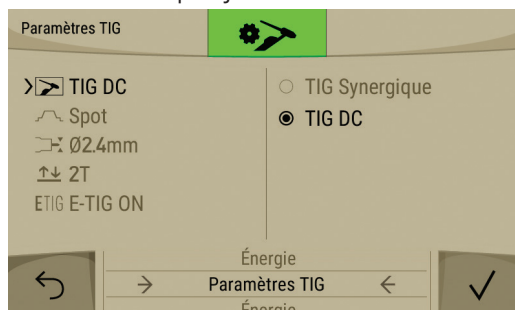 Paramètres TIG
TIG DC
Spot
Ø2.4mm
2T
ETIG E-TIG ON
TIG Synergique
TIG DC
Énergie
Paramètres TIG
Énergie